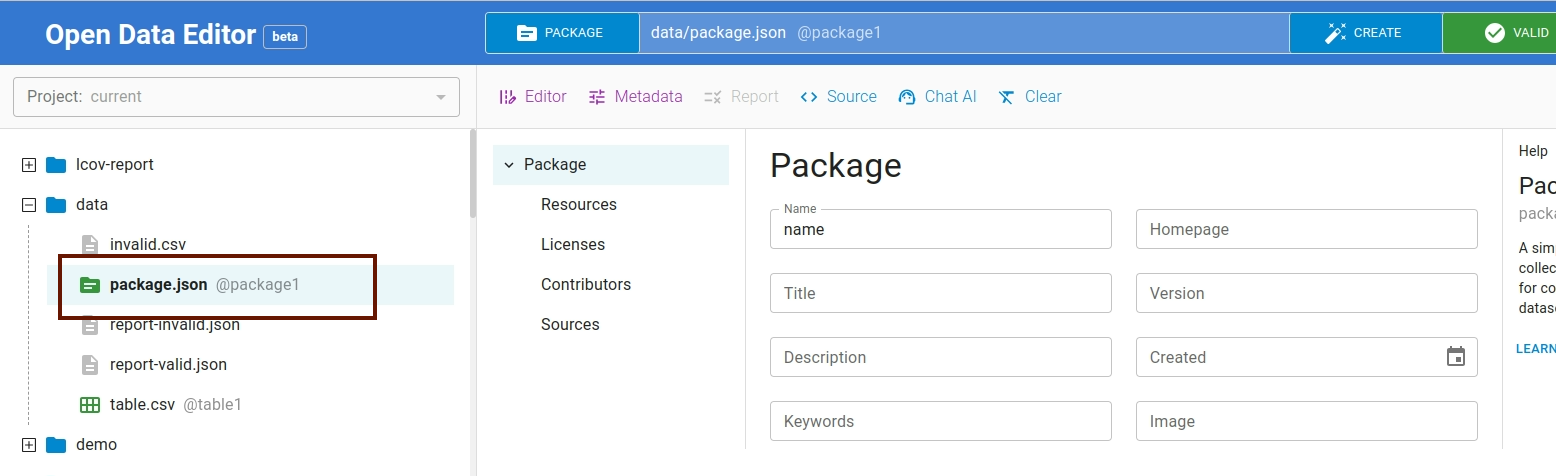 Open Data Editor beta
PACKAGE data/package.json @package1 CREATE VALID
Project: current
Editor Metadata Report Source Chat AI Clear
lcov-report
data
invalid.csv
package.json @package1
report-invalid.json
report-valid.json
table.csv @table1
demo
Package
Resources
Licenses
Contributors
Sources
Package
Name
name
Homepage
Title
Version
Description
Created
Keywords
Image
Help
Pac
packa
A sim
collec
for co
datas
LEARN